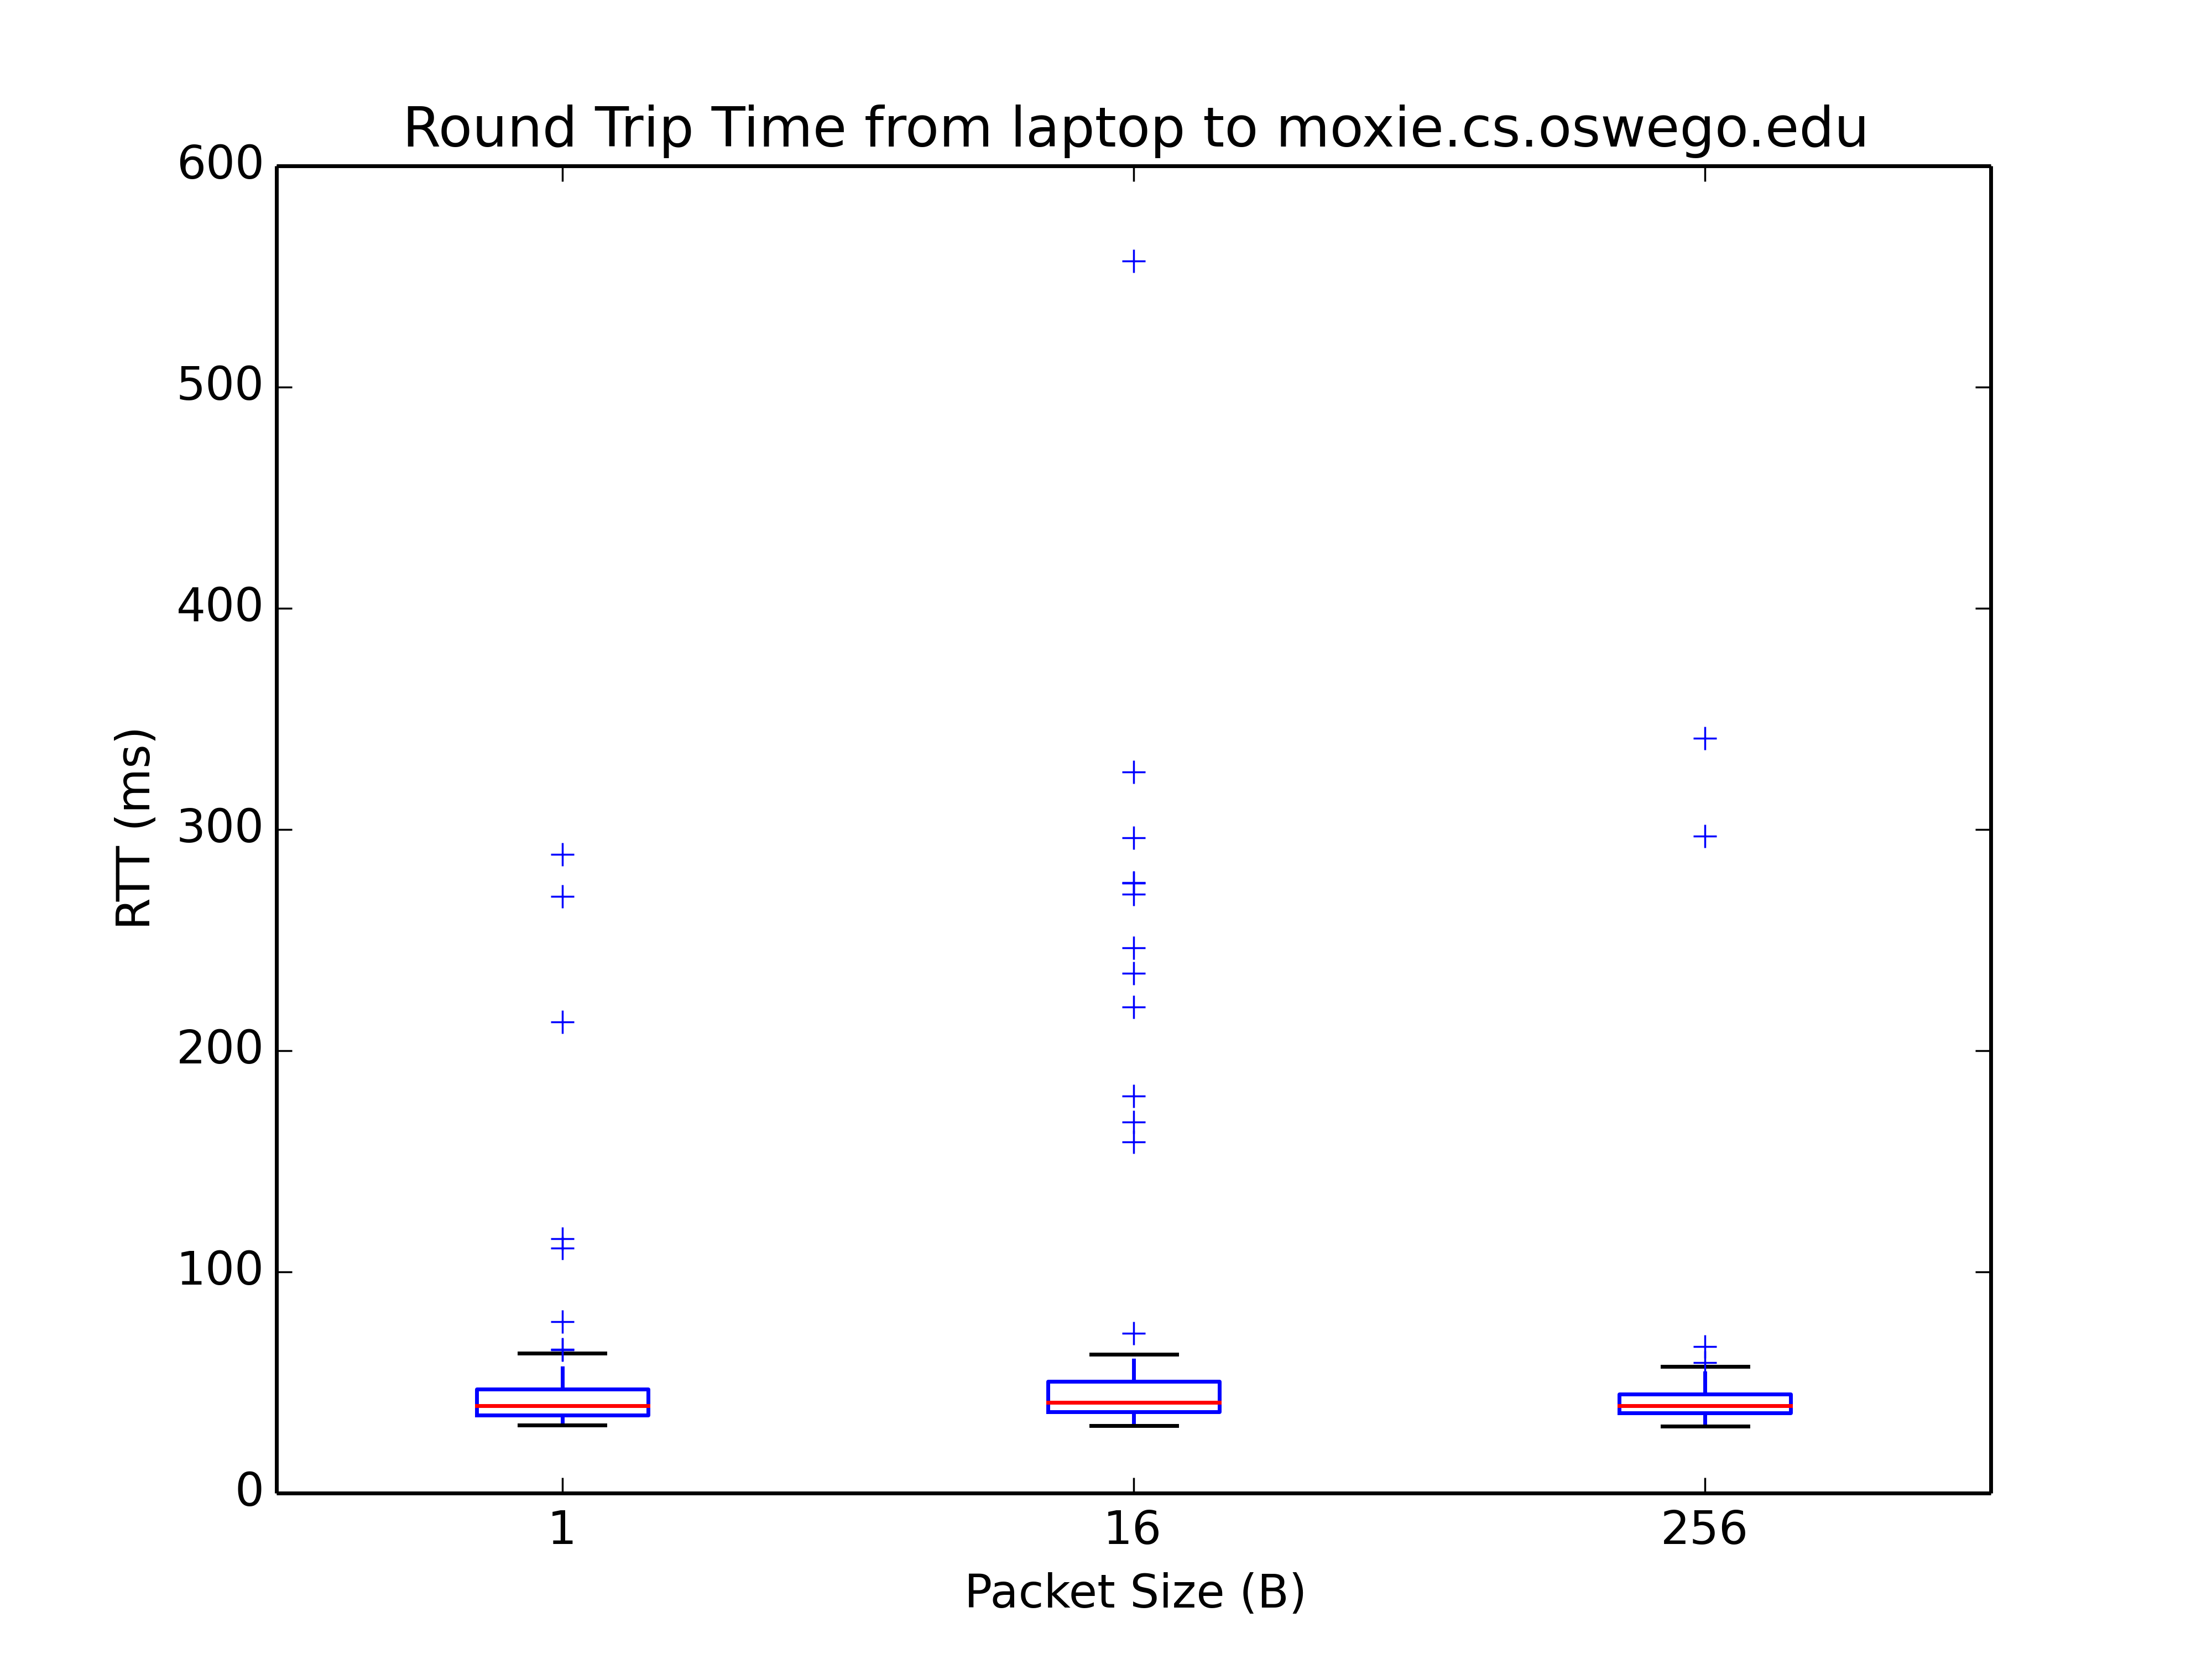 Round Trip Time from laptop to moxie.cs.oswego.edu
600
500
400
300
200
100
0
RTT (ms)
1 16 256
Packet Size (B)